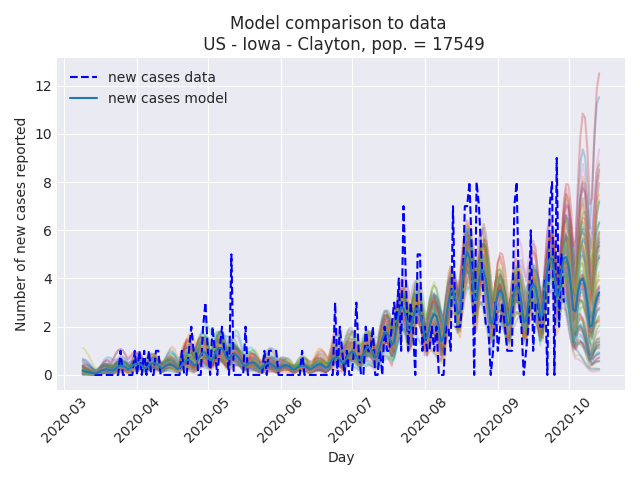 Model comparison to data
US - Iowa - Clayton, pop. = 17549
new cases data
new cases model
Number of new cases reported
12
10
8
6
4
2
0
2020-03
2020-04
2020-05
2020-06
2020-07
2020-08
2020-09
2020-10
Day